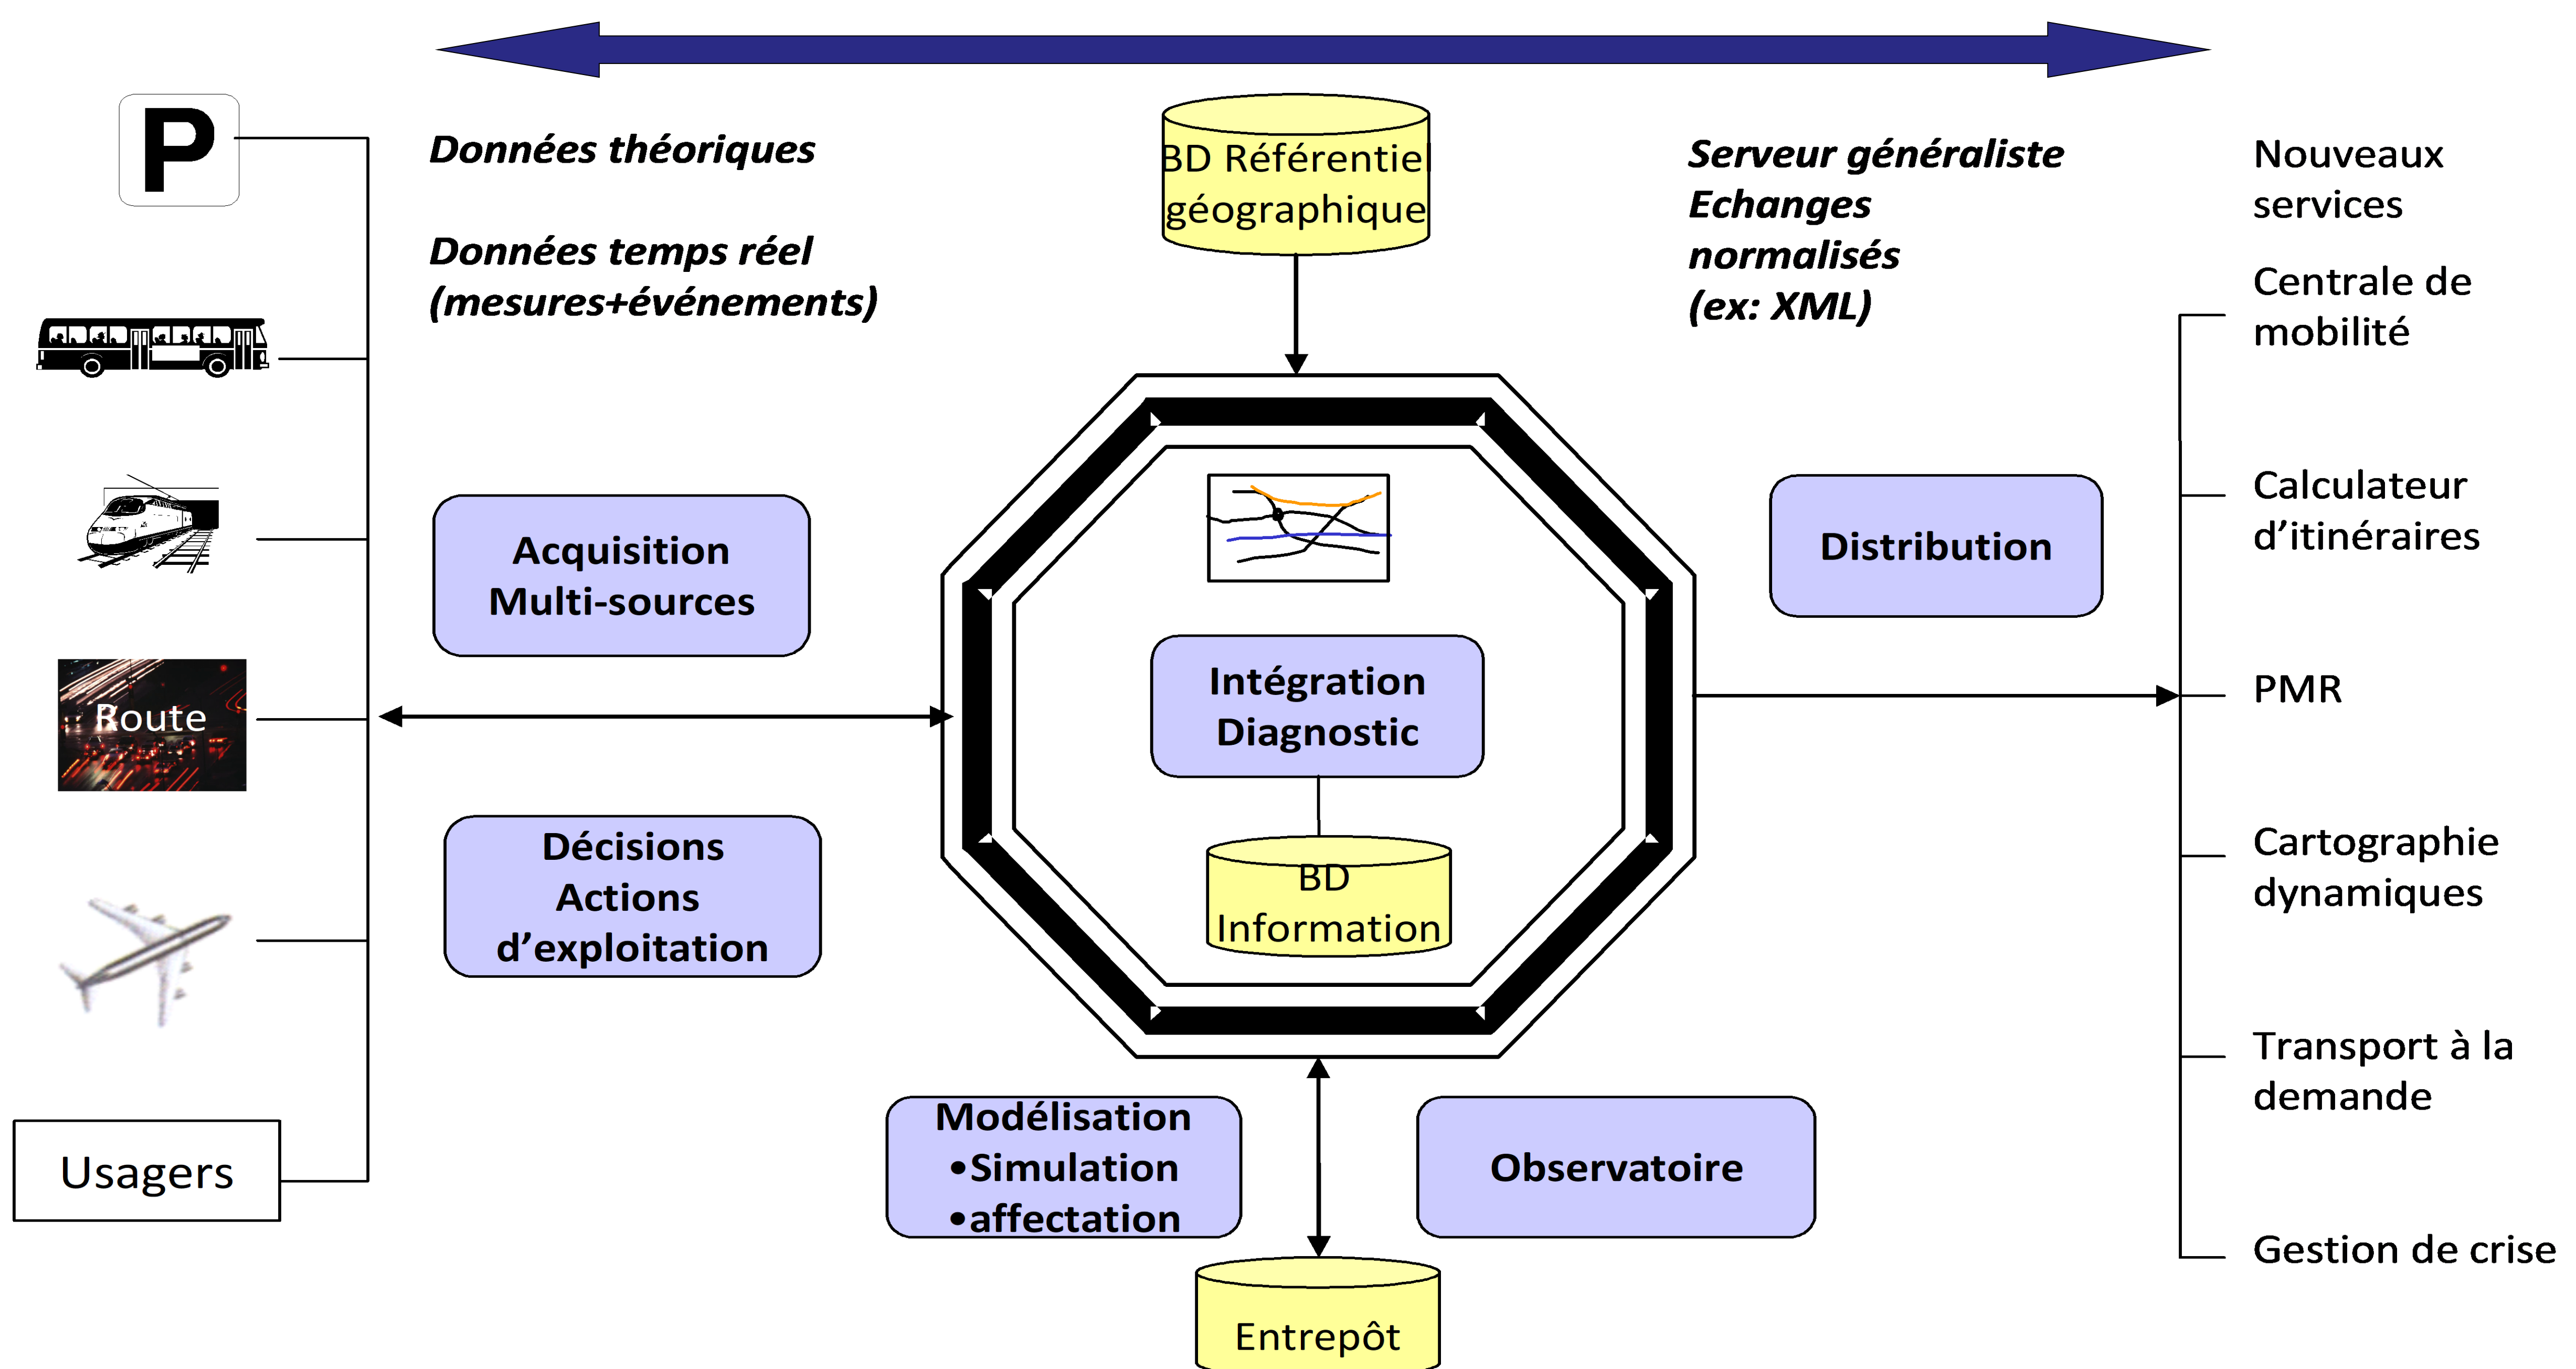 P
Données théoriques
Données temps réel
(mesures+événements)
BD Référentiel
géographique
Serveur généraliste
Echanges
normalisés
(ex: XML)
Nouveaux
services
Centrale de
mobilité
Calculateur
d’itinéraires
PMR
Cartographie
dynamiques
Transport à la
demande
Gestion de crise
Acquisition
Multi-sources
Route
Décisions
Actions
d’exploitation
Usagers
Intégration
Diagnostic
BD
Information
Distribution
Modélisation
•Simulation
•affectation
Observatoire
Entrepôt